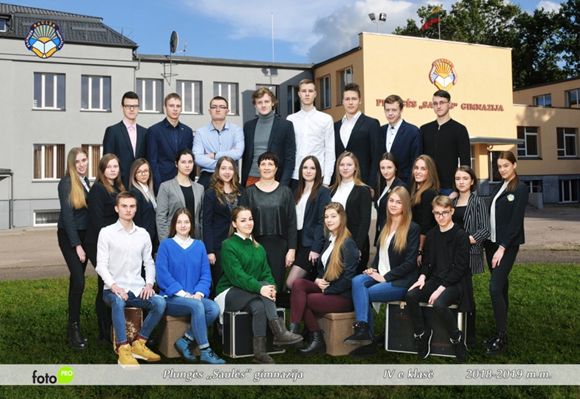 PLUNGĖS „SAULĖS” GIMNAZIJA
foto PRO
Plungės „Saulės” gimnazija IV e klasė 2018-2019 m.m.